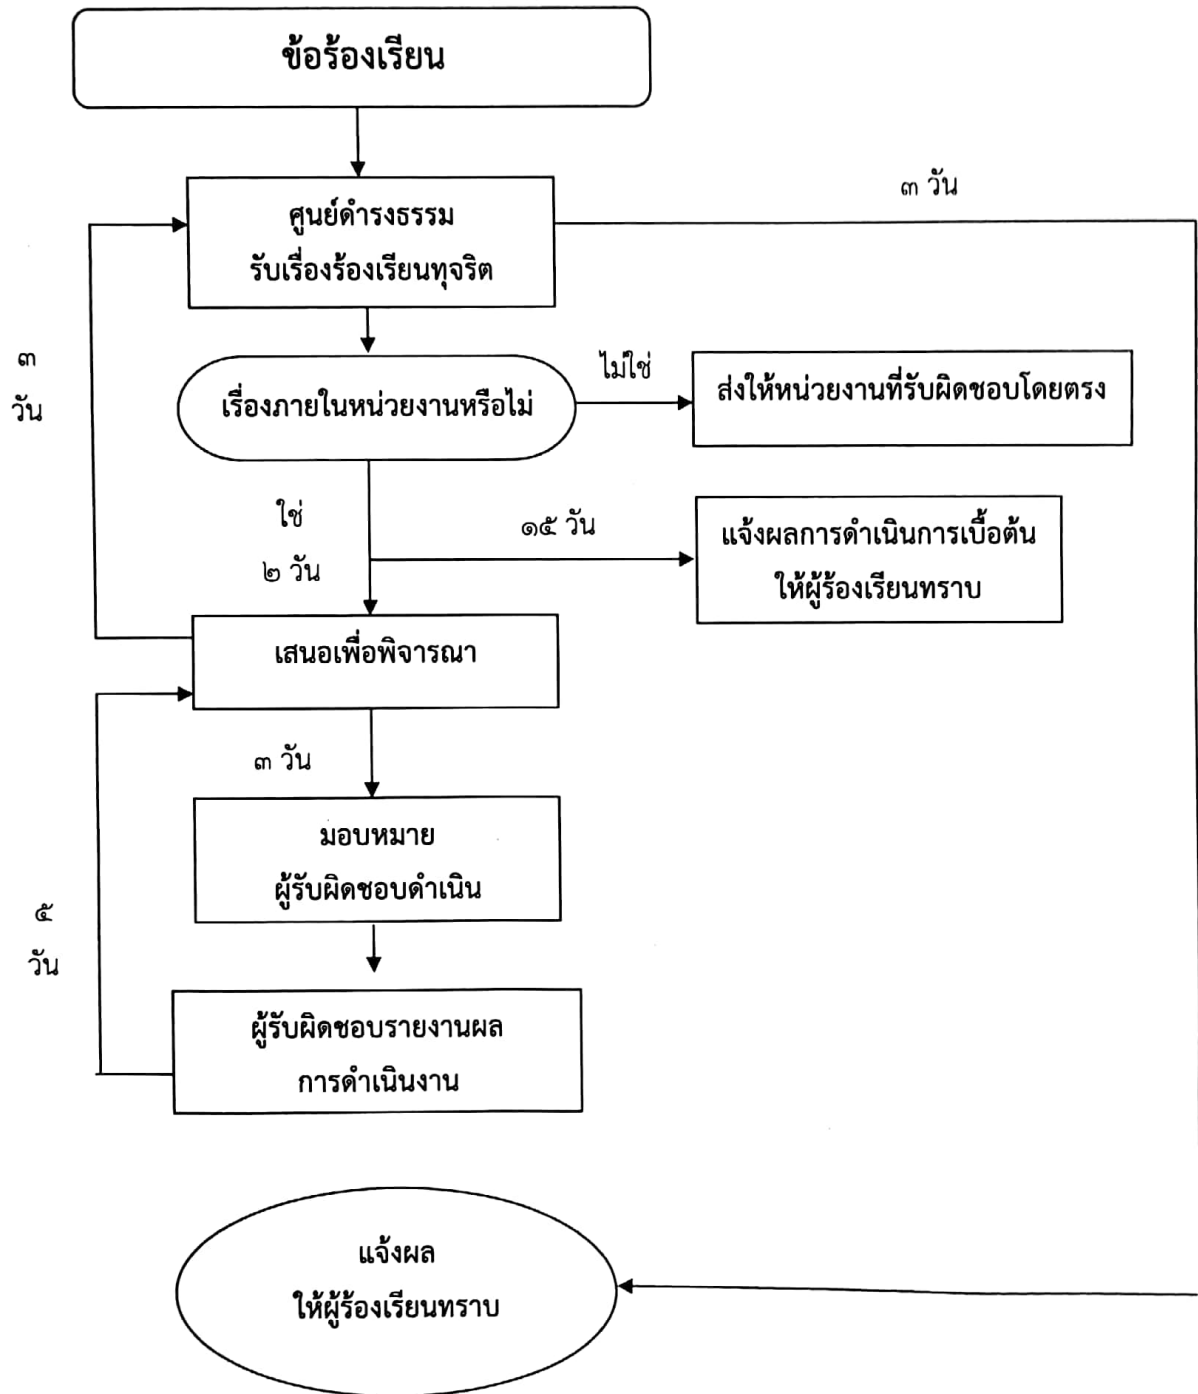 ข้อร้องเรียน
๓ วัน
ศูนย์ดำรงธรรม
รับเรื่องร้องเรียนทุจริต
๓
วัน
ไม่ใช่
ส่งให้หน่วยงานที่รับผิดชอบโดยตรง
เรื่องภายในหน่วยงานหรือไม่
ใช่
๒ วัน
๑๕ วัน
แจ้งผลการดำเนินการเบื้อต้น
ให้ผู้ร้องเรียนทราบ
เสนอเพื่อพิจารณา
๓ วัน
มอบหมาย
ผู้รับผิดชอบดำเนิน
๕
วัน
ผู้รับผิดชอบรายงานผล
การดำเนินงาน
แจ้งผล
ให้ผู้ร้องเรียนทราบ